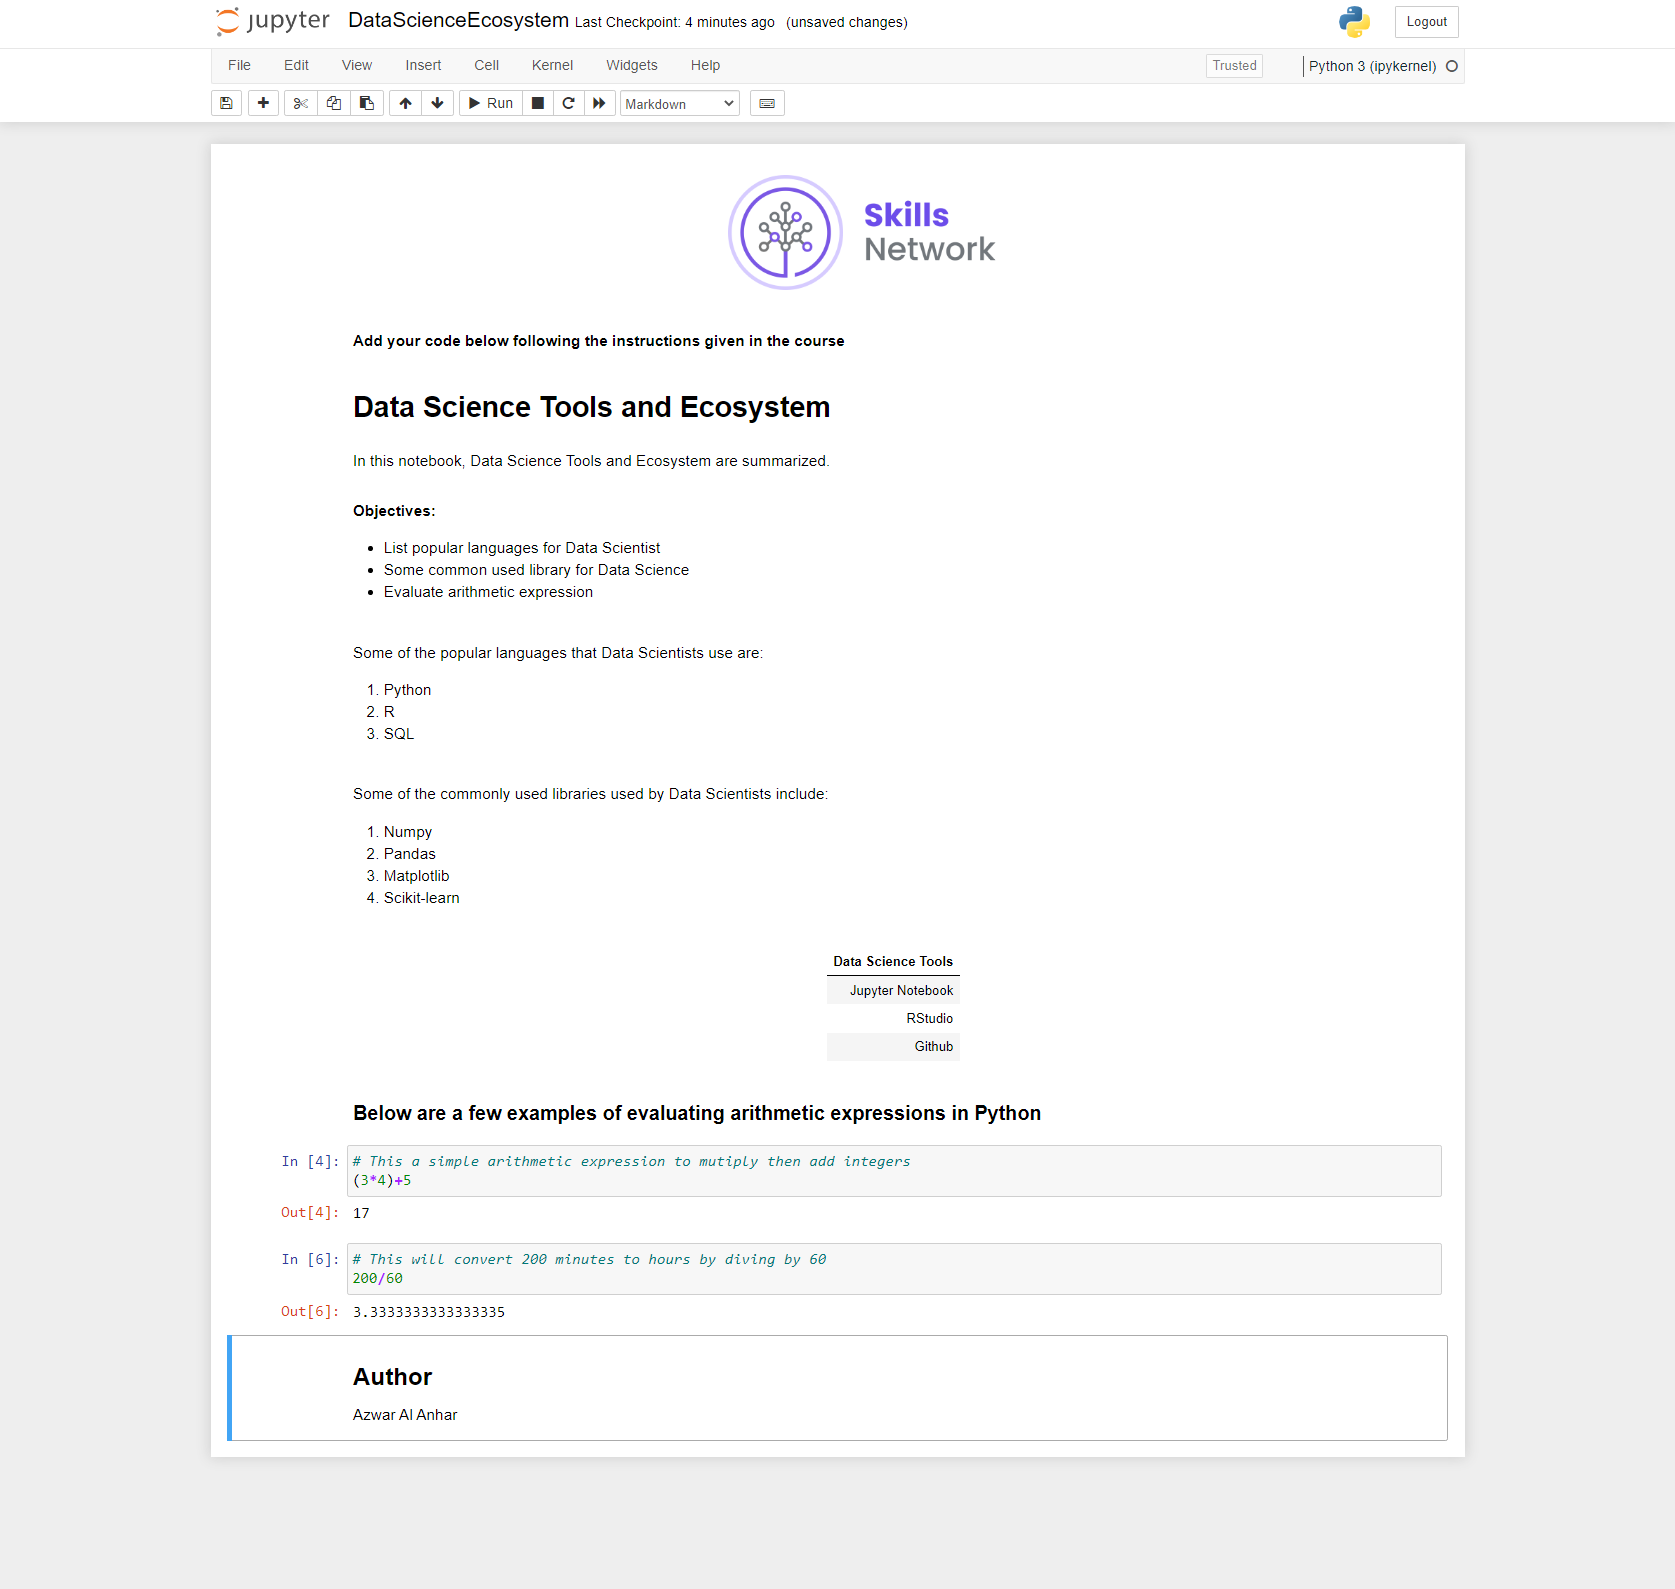 jupyter DataScienceEcosystem Last Checkpoint: 4 minutes ago (unsaved changes) Logout
File Edit View Insert Cell Kernel Widgets Help Trusted Python 3 (ipykernel)
Run Markdown
Skills
Network
Add your code below following the instructions given in the course
Data Science Tools and Ecosystem
In this notebook, Data Science Tools and Ecosystem are summarized.
Objectives:
• List popular languages for Data Scientist
• Some common used library for Data Science
• Evaluate arithmetic expression
Some of the popular languages that Data Scientists use are:
1. Python
2. R
3. SQL
Some of the commonly used libraries used by Data Scientists include:
1. Numpy
2. Pandas
3. Matplotlib
4. Scikit-learn
Data Science Tools
Jupyter Notebook
RStudio
Github
Below are a few examples of evaluating arithmetic expressions in Python
In [4]: # This a simple arithmetic expression to mutiply then add integers
(3*4)+5
Out[4]: 17
In [6]: # This will convert 200 minutes to hours by diving by 60
200/60
Out[6]: 3.3333333333333335
Author
Azwar Al Anhar